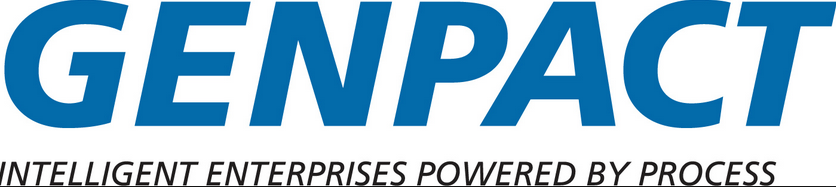 GENPACT
INTELLIGENT ENTERPRISES POWERED BY PROCESS